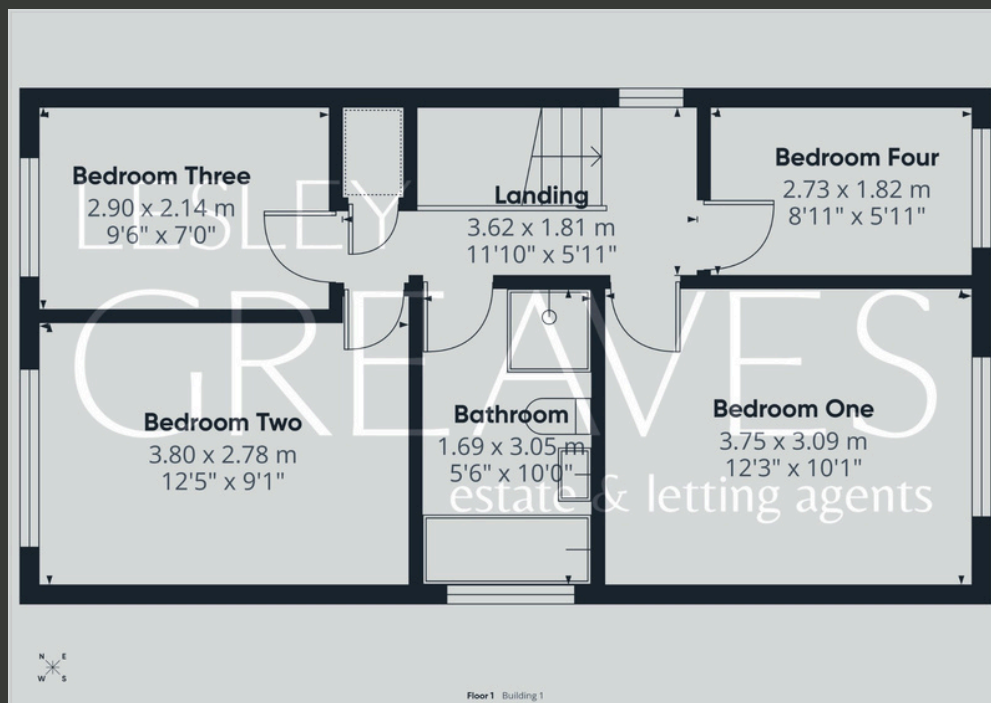 Bedroom Three
2.90 x 2.14 m
9'6" x 7'0"
Landing
3.62 x 1.81 m
11'10" x 5'11"
Bedroom Four
2.73 x 1.82 m
8'11" x 5'11"
LESLEY
GREAVES
estate & letting agents
Bedroom Two
3.80 x 2.78 m
12'5" x 9'1"
Bathroom
1.69 x 3.05 m
5'6" x 10'0"
Bedroom One
3.75 x 3.09 m
12'3" x 10'1"
N E
W S
Floor 1 Building 1